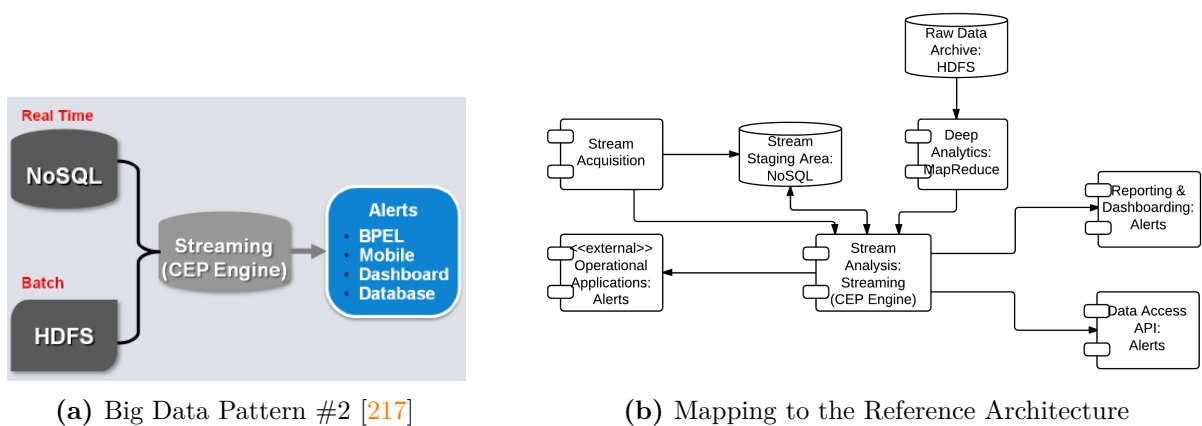 Real Time
NoSQL
Batch
HDFS
Streaming
(CEP Engine)
Alerts
• BPEL
• Mobile
• Dashboard
• Database
(a) Big Data Pattern #2 [217]
Raw Data
Archive:
HDFS
Stream
Acquisition
Stream
Staging Area:
NoSQL
Deep
Analytics:
MapReduce
<<external>>
Operational
Applications:
Alerts
Stream
Analysis:
Streaming
(CEP Engine)
Reporting &
Dashboarding:
Alerts
Data Access
API:
Alerts
(b) Mapping to the Reference Architecture